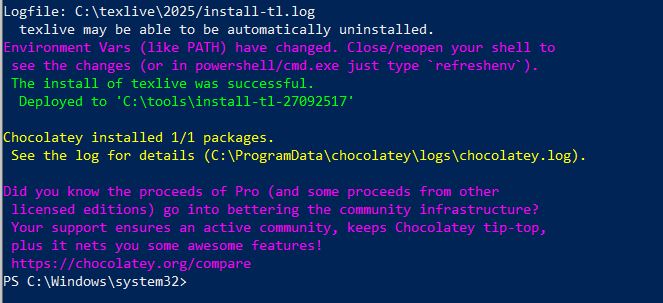 Logfile: C:\texlive\2025/install-tl.log
texlive may be able to be automatically uninstalled.
Environment Vars (like PATH) have changed. Close/reopen your shell to
see the changes (or in powershell/cmd.exe just type `refreshenv`).
The install of texlive was successful.
Deployed to 'C:\tools\install-tl-27092517'
Chocolatey installed 1/1 packages.
See the log for details (C:\ProgramData\chocolatey\logs\chocolatey.log).
Did you know the proceeds of Pro (and some proceeds from other
licensed editions) go into bettering the community infrastructure?
Your support ensures an active community, keeps Chocolatey tip-top,
plus it nets you some awesome features!
https://chocolatey.org/compare
PS C:\Windows\system32>